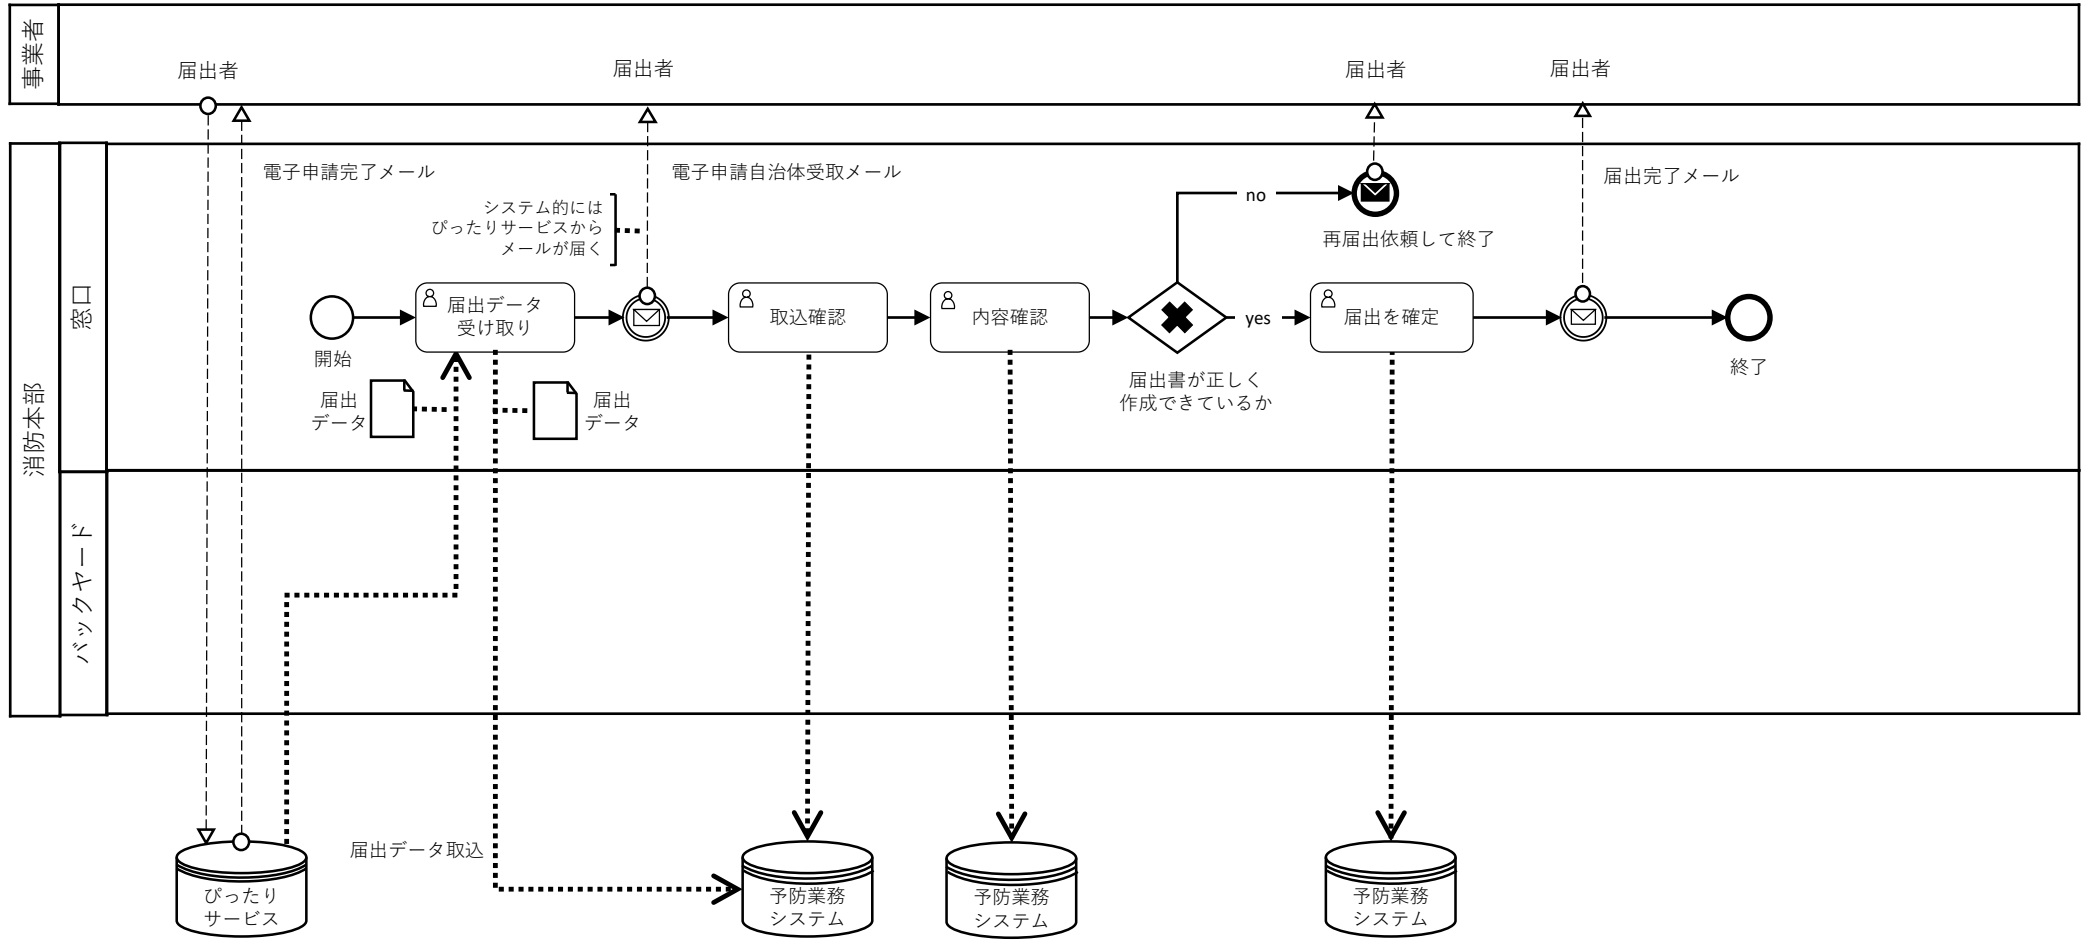 事業者
届出者
届出者
届出者
届出者
消防本部
窓口
バックヤード
電子申請完了メール
電子申請自治体受取メール
届出完了メール
システム的には
ぴったりサービスから
メールが届く
no
再届出依頼して終了
開始
届出データ
受け取り
取込確認
内容確認
yes
届出を確定
終了
届出書が正しく
作成できているか
届出
データ
届出
データ
届出データ取込
ぴったり
サービス
予防業務
システム
予防業務
システム
予防業務
システム